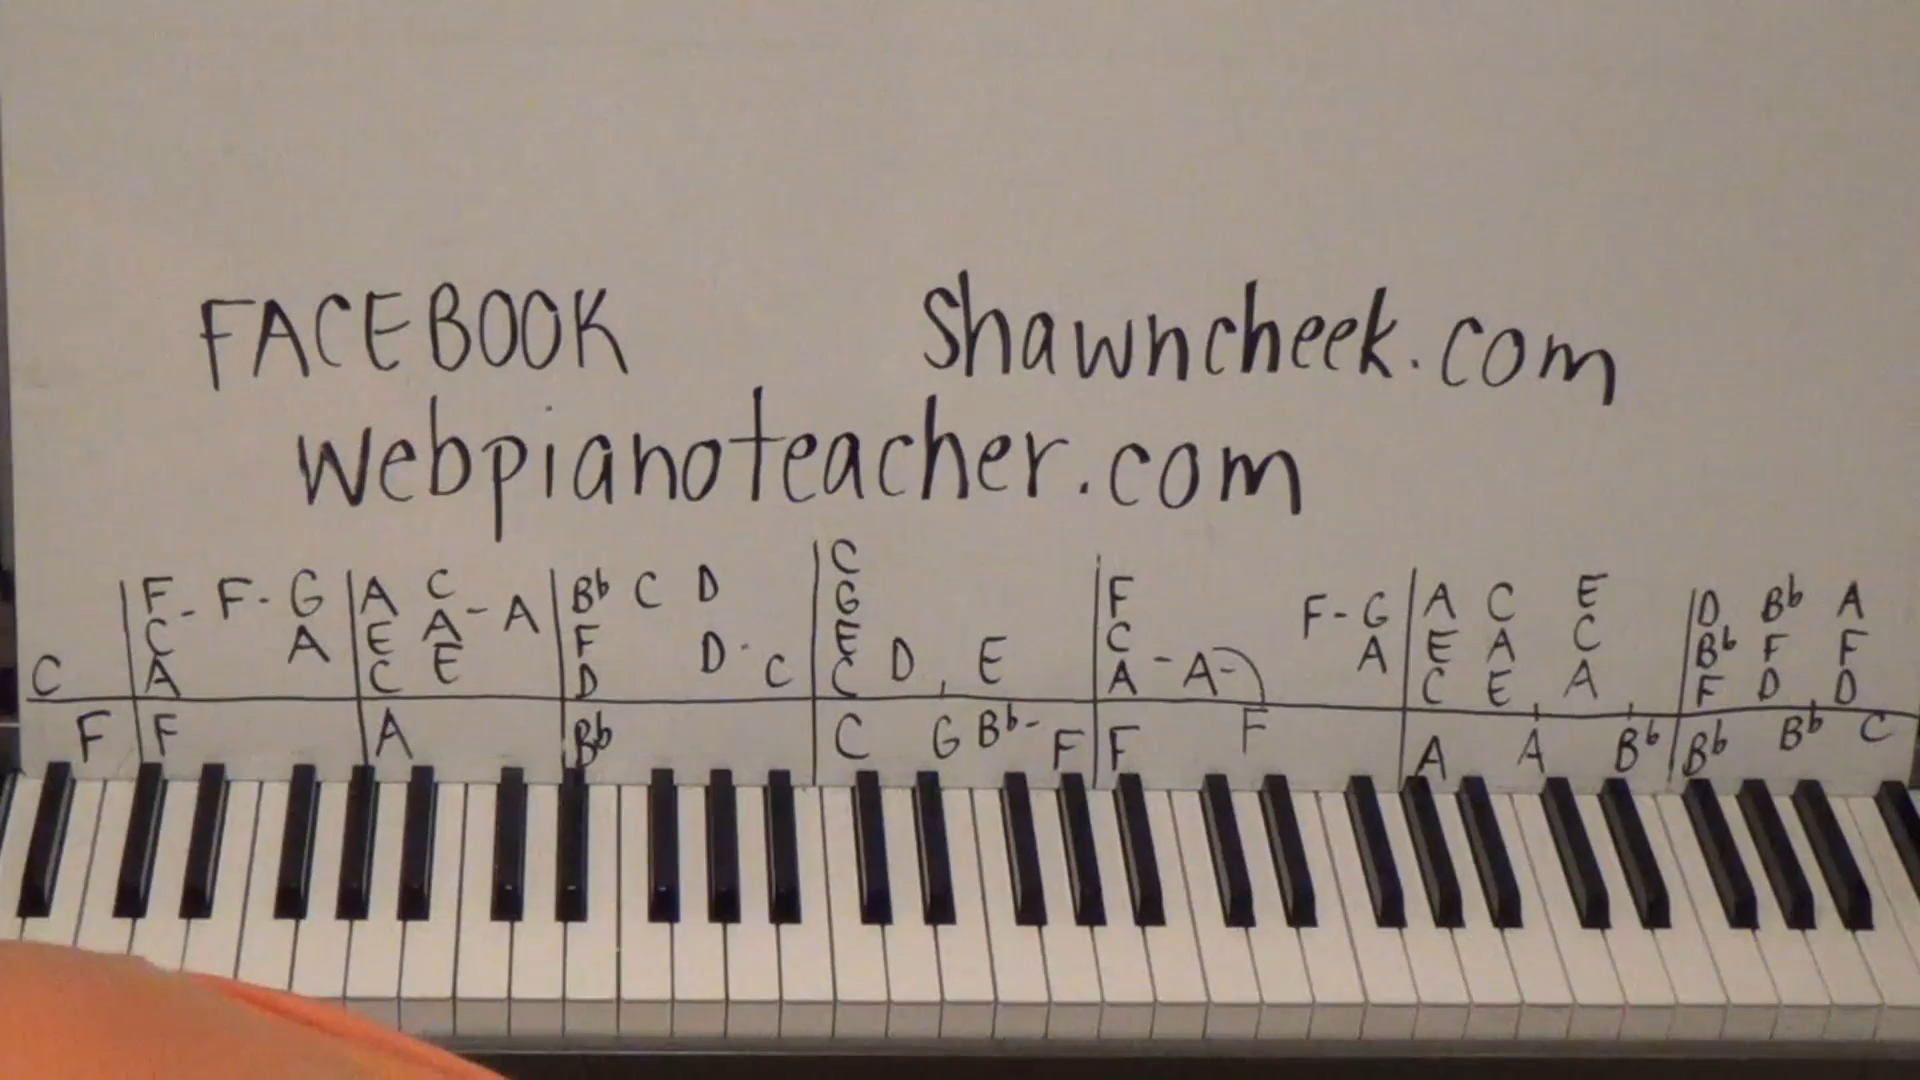 FACEBOOK shawncheek.com
webpianoteacher.com
C
C G
F - F - G A C B♭ C D G F F - G A C E D B♭ A
C A E A - A F D - C E D E C A E A C B♭ F F
A C E D C A - A - C E A F D D
F F A B♭ C G B♭ - F F F A A B♭ B♭ B♭ C